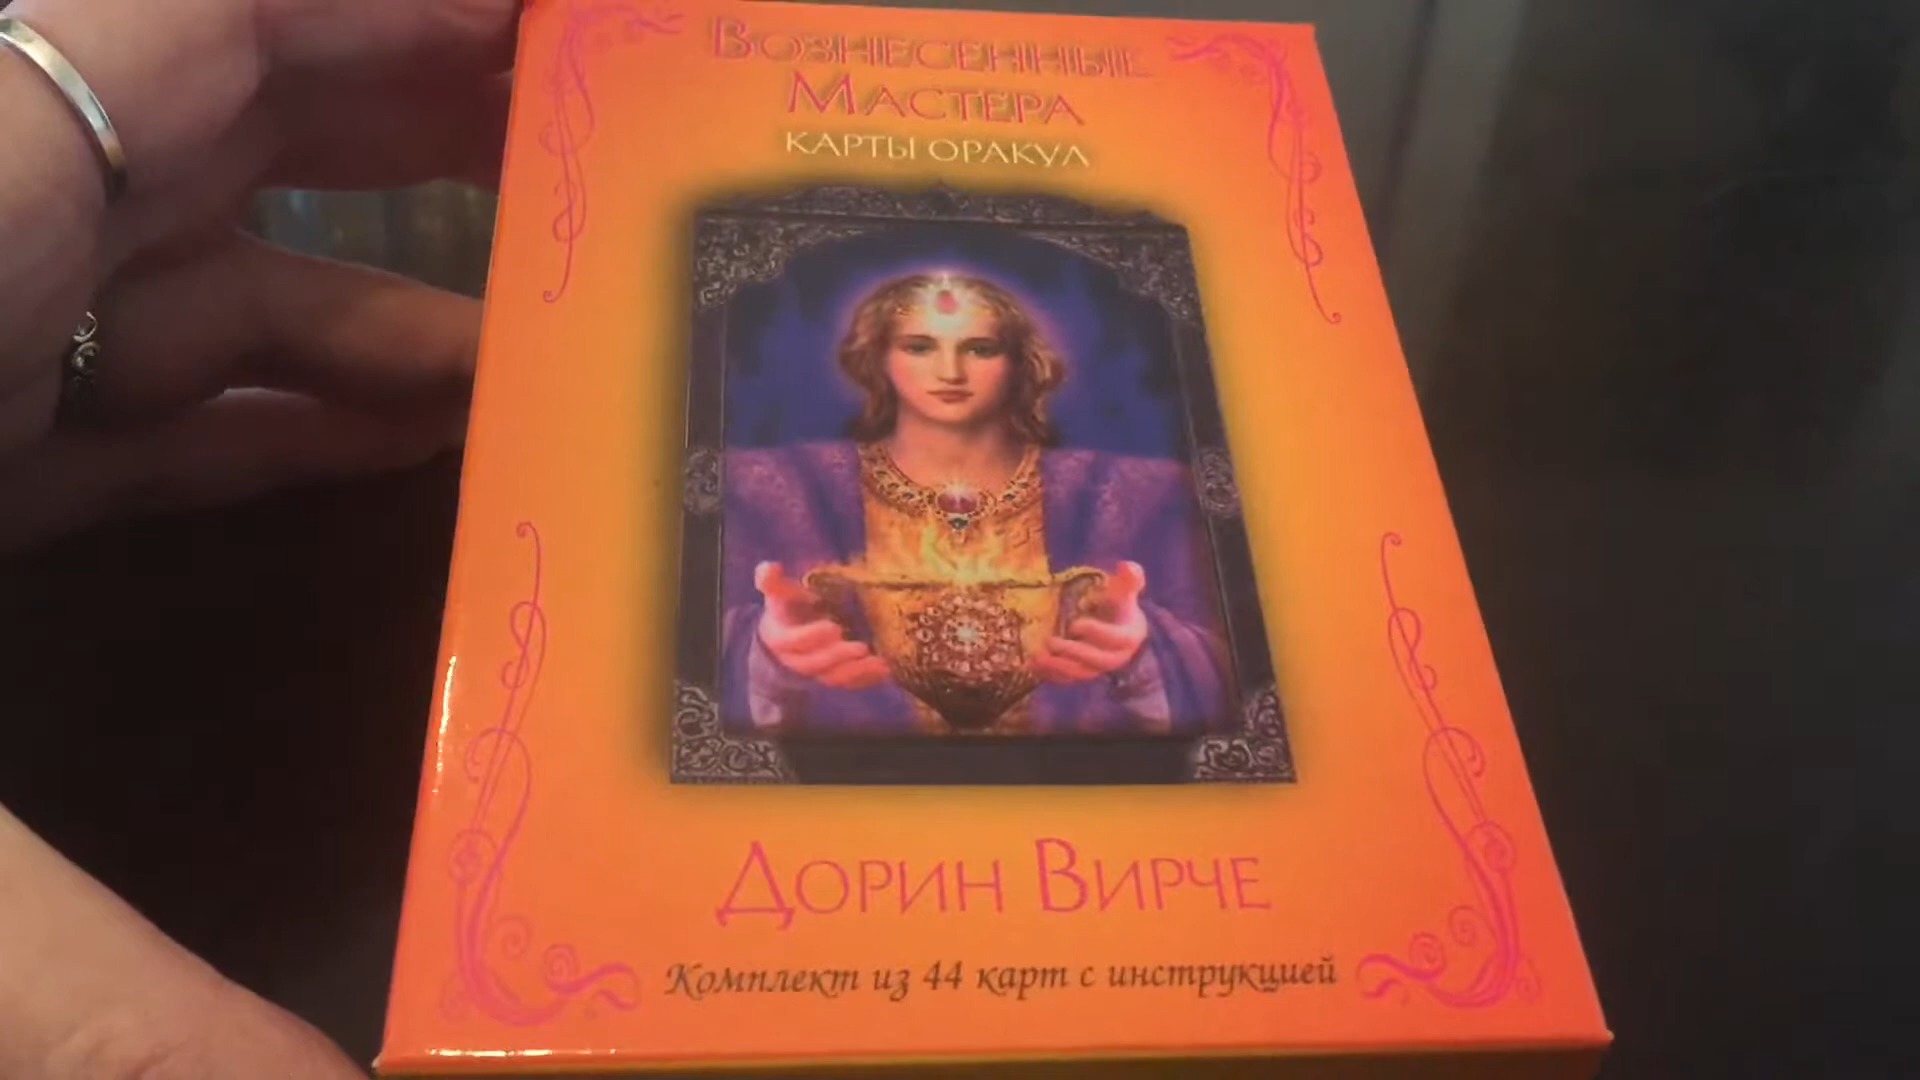 Вознесенные
Мастера
карты оракул
Дорин Вирче
Комплект из 44 карт с инструкцией